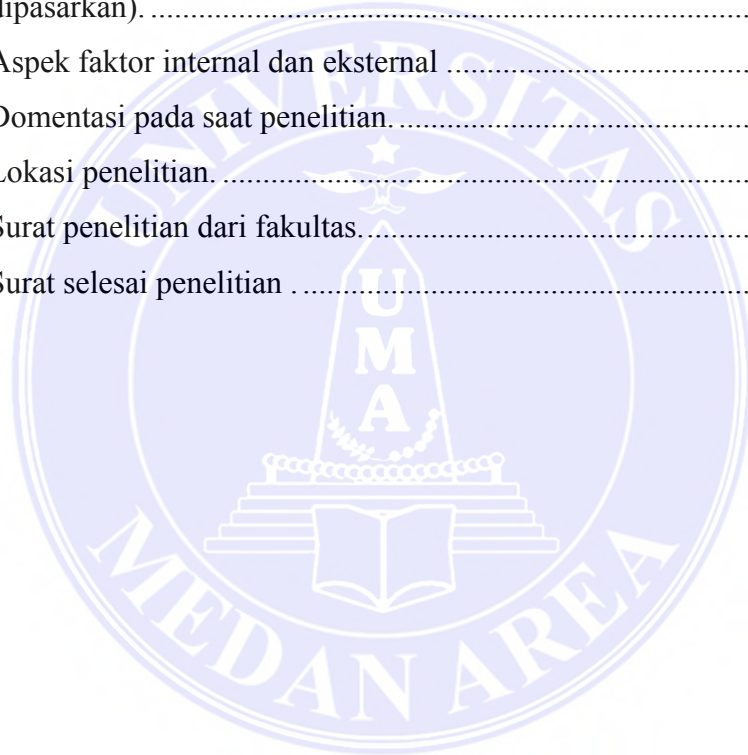 dipasarkan). ..........................................................................
Aspek faktor internal dan eksternal ........................................
Domentasi pada saat penelitian. ..............................................
Lokasi penelitian. .....................................................................
Surat penelitian dari fakultas. ...................................................
Surat selesai penelitian . ...........................................................
UNIVERSITAS
UMA
MEDAN AREA